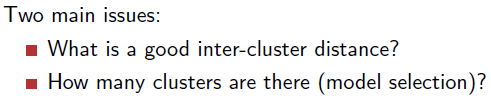 Two main issues:
What is a good inter-cluster distance?
How many clusters are there (model selection)?